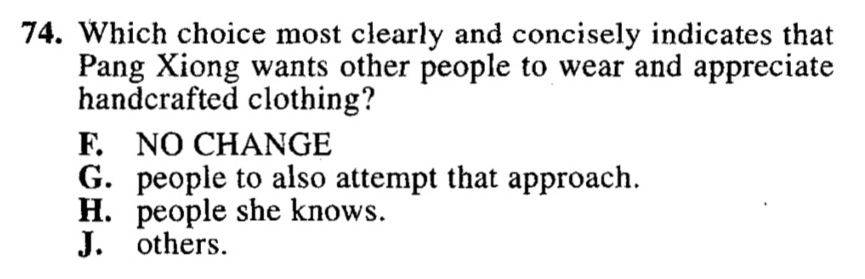 74. Which choice most clearly and concisely indicates that
Pang Xiong wants other people to wear and appreciate
handcrafted clothing?
F. NO CHANGE
G. people to also attempt that approach.
H. people she knows.
J. others.